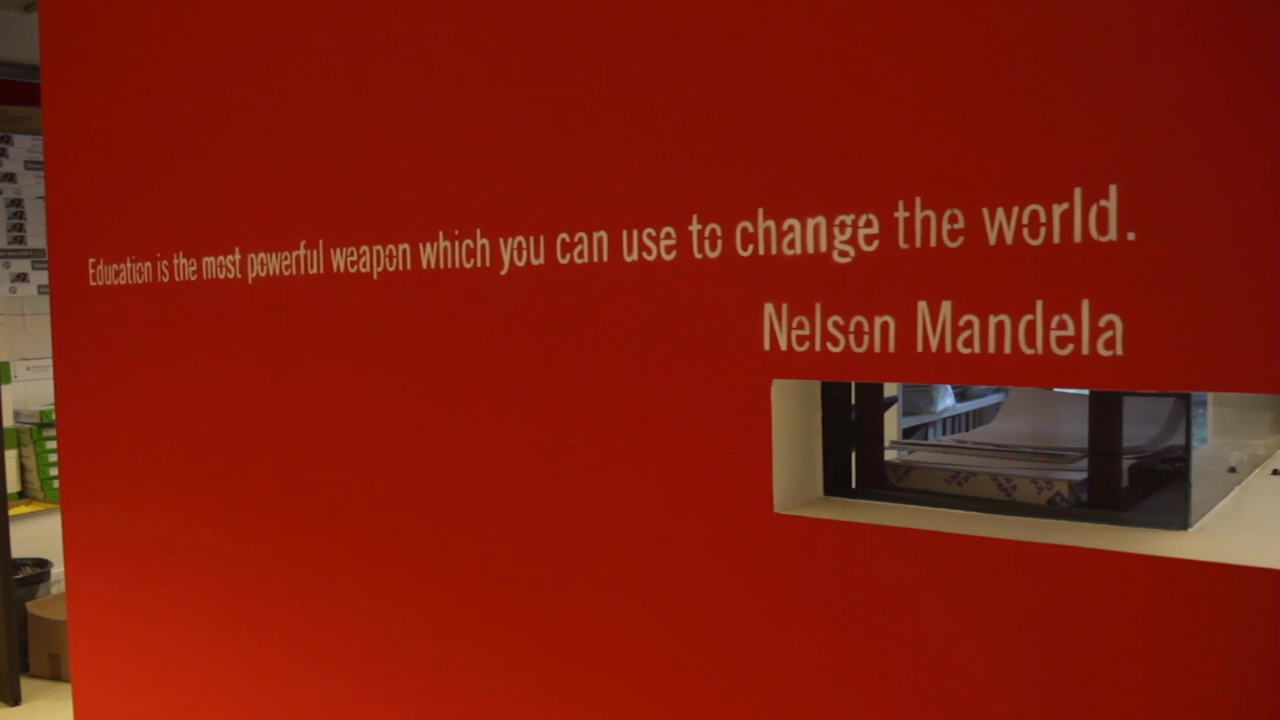 Education is the most powerful weapon which you can use to change the world.
Nelson Mandela